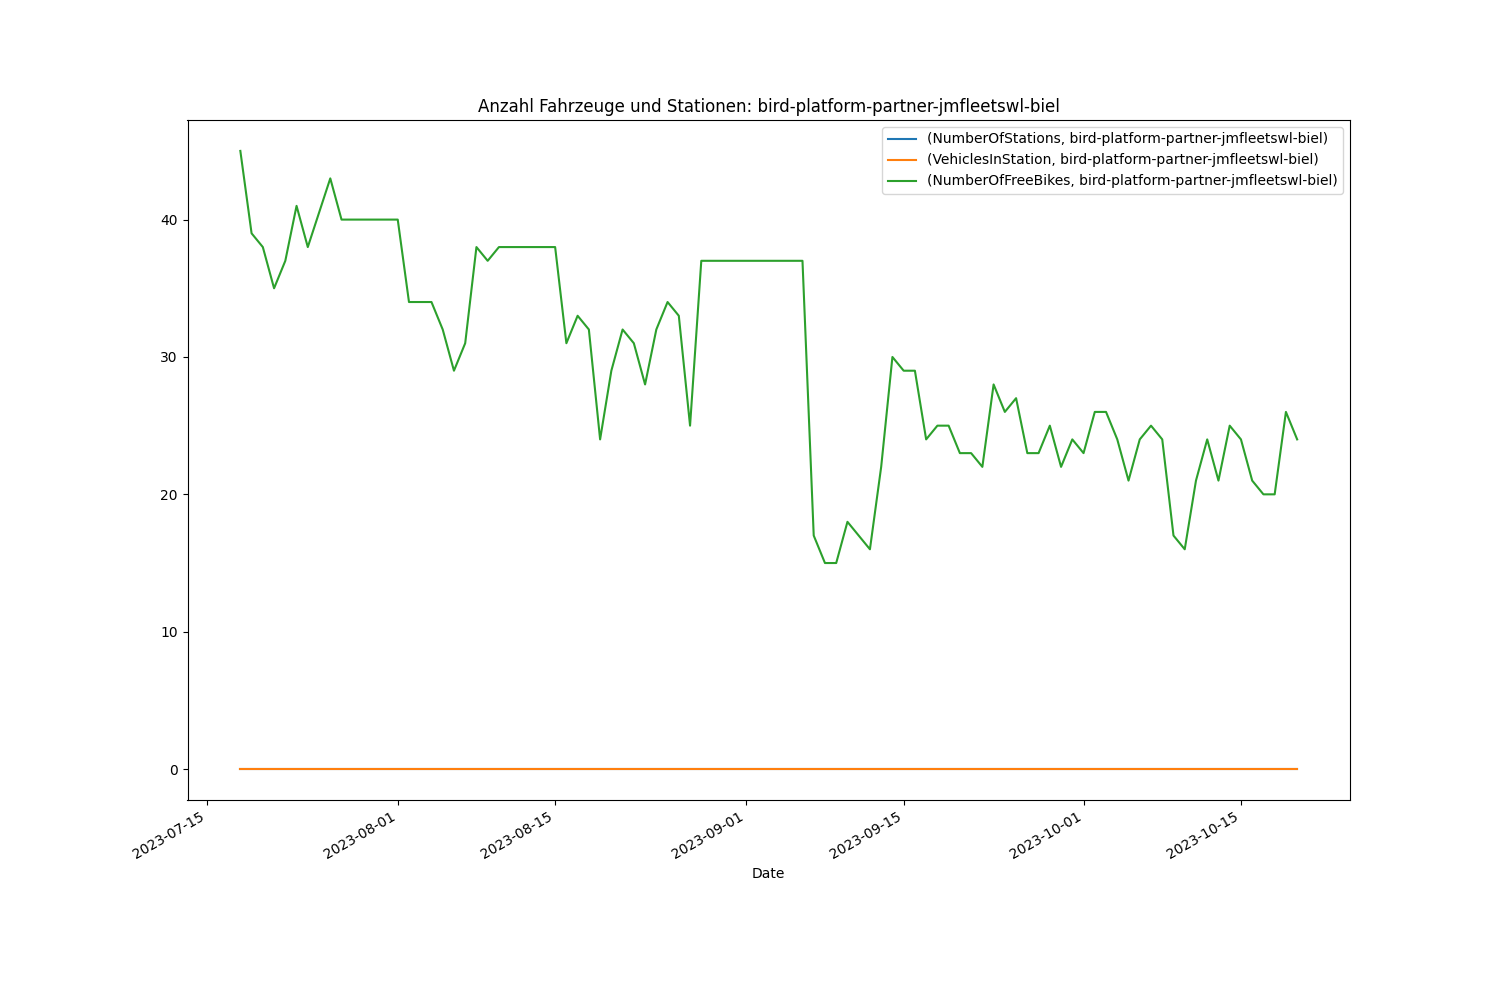 Anzahl Fahrzeuge und Stationen: bird-platform-partner-jmfleetswl-biel
(NumberOfStations, bird-platform-partner-jmfleetswl-biel)
(VehiclesInStation, bird-platform-partner-jmfleetswl-biel)
(NumberOfFreeBikes, bird-platform-partner-jmfleetswl-biel)
40
30
20
10
0
2023-07-15
2023-08-01
2023-08-15
2023-09-01
2023-09-15
2023-10-01
2023-10-15
Date